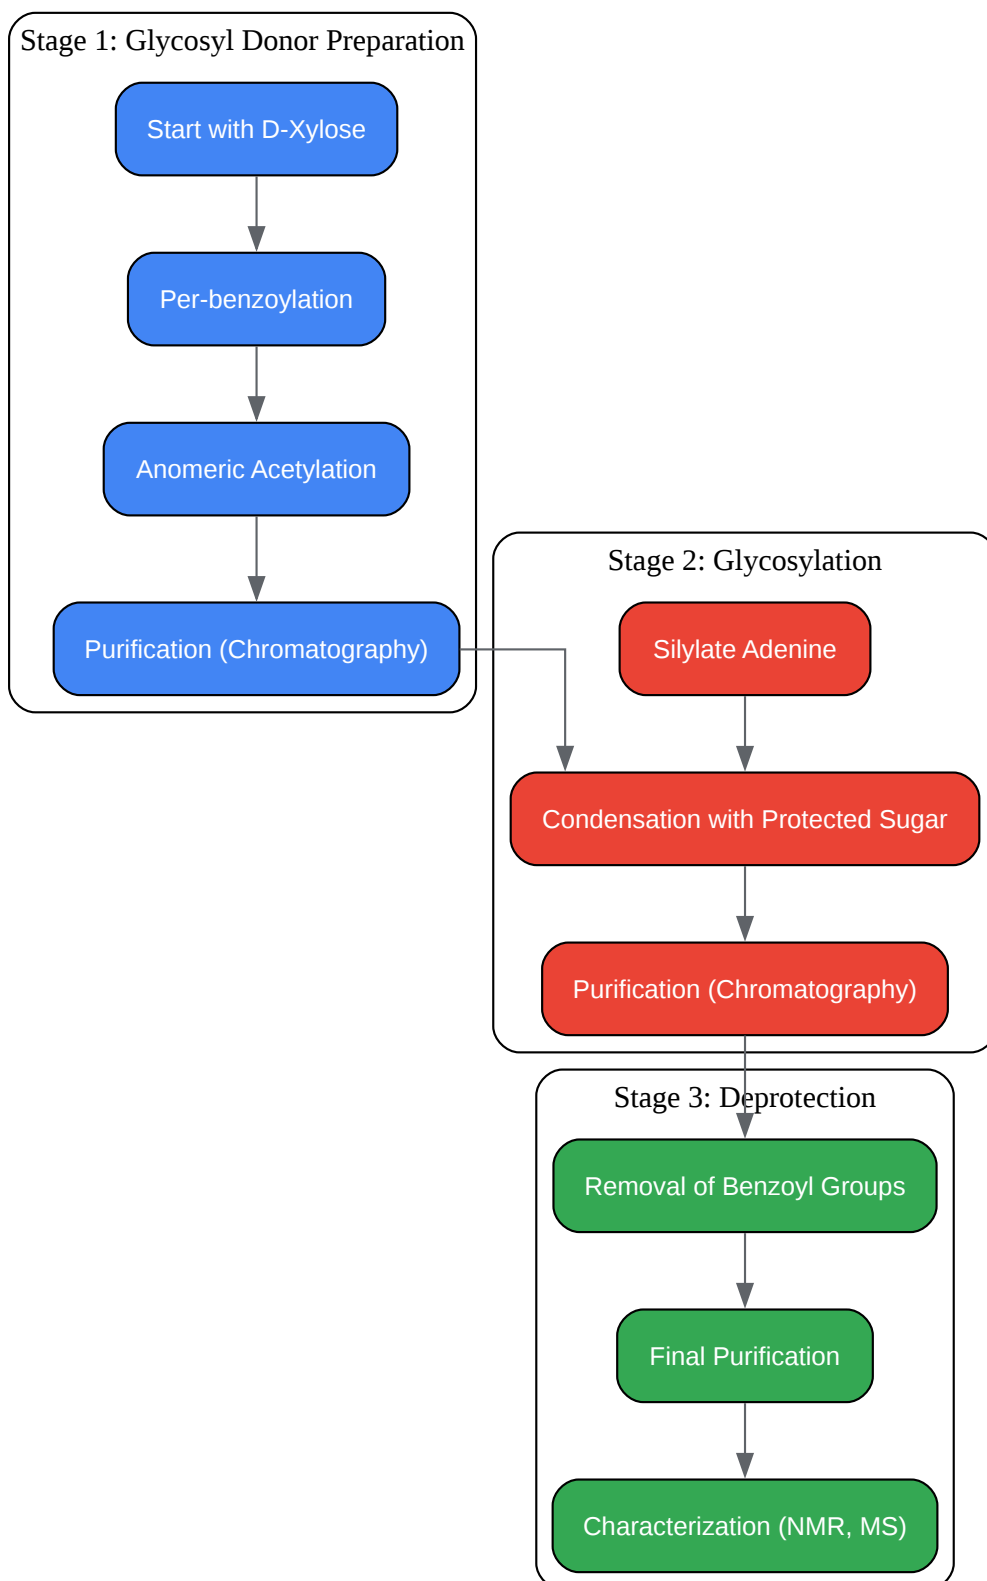 Stage 1: Glycosyl Donor Preparation
Start with D-Xylose
Per-benzoylation
Anomeric Acetylation
Purification (Chromatography)
Stage 2: Glycosylation
Silylate Adenine
Condensation with Protected Sugar
Purification (Chromatography)
Stage 3: Deprotection
Removal of Benzoyl Groups
Final Purification
Characterization (NMR, MS)